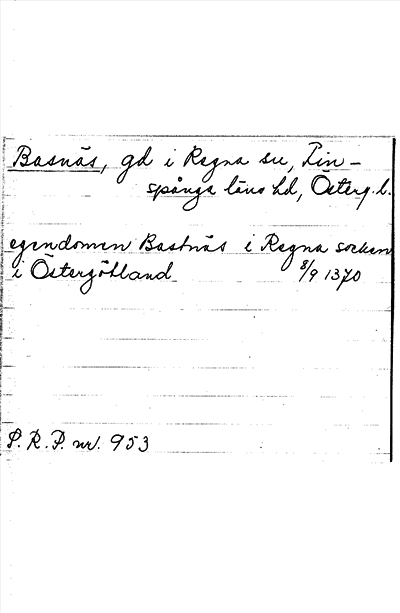 Basnäs, gd i Regna sn, Fin-
spånga läns hd, Österg. l.
egendomen Bastnäs i Regna socken
i Östergötland 8/9 1370
S. R. P. nr. 953